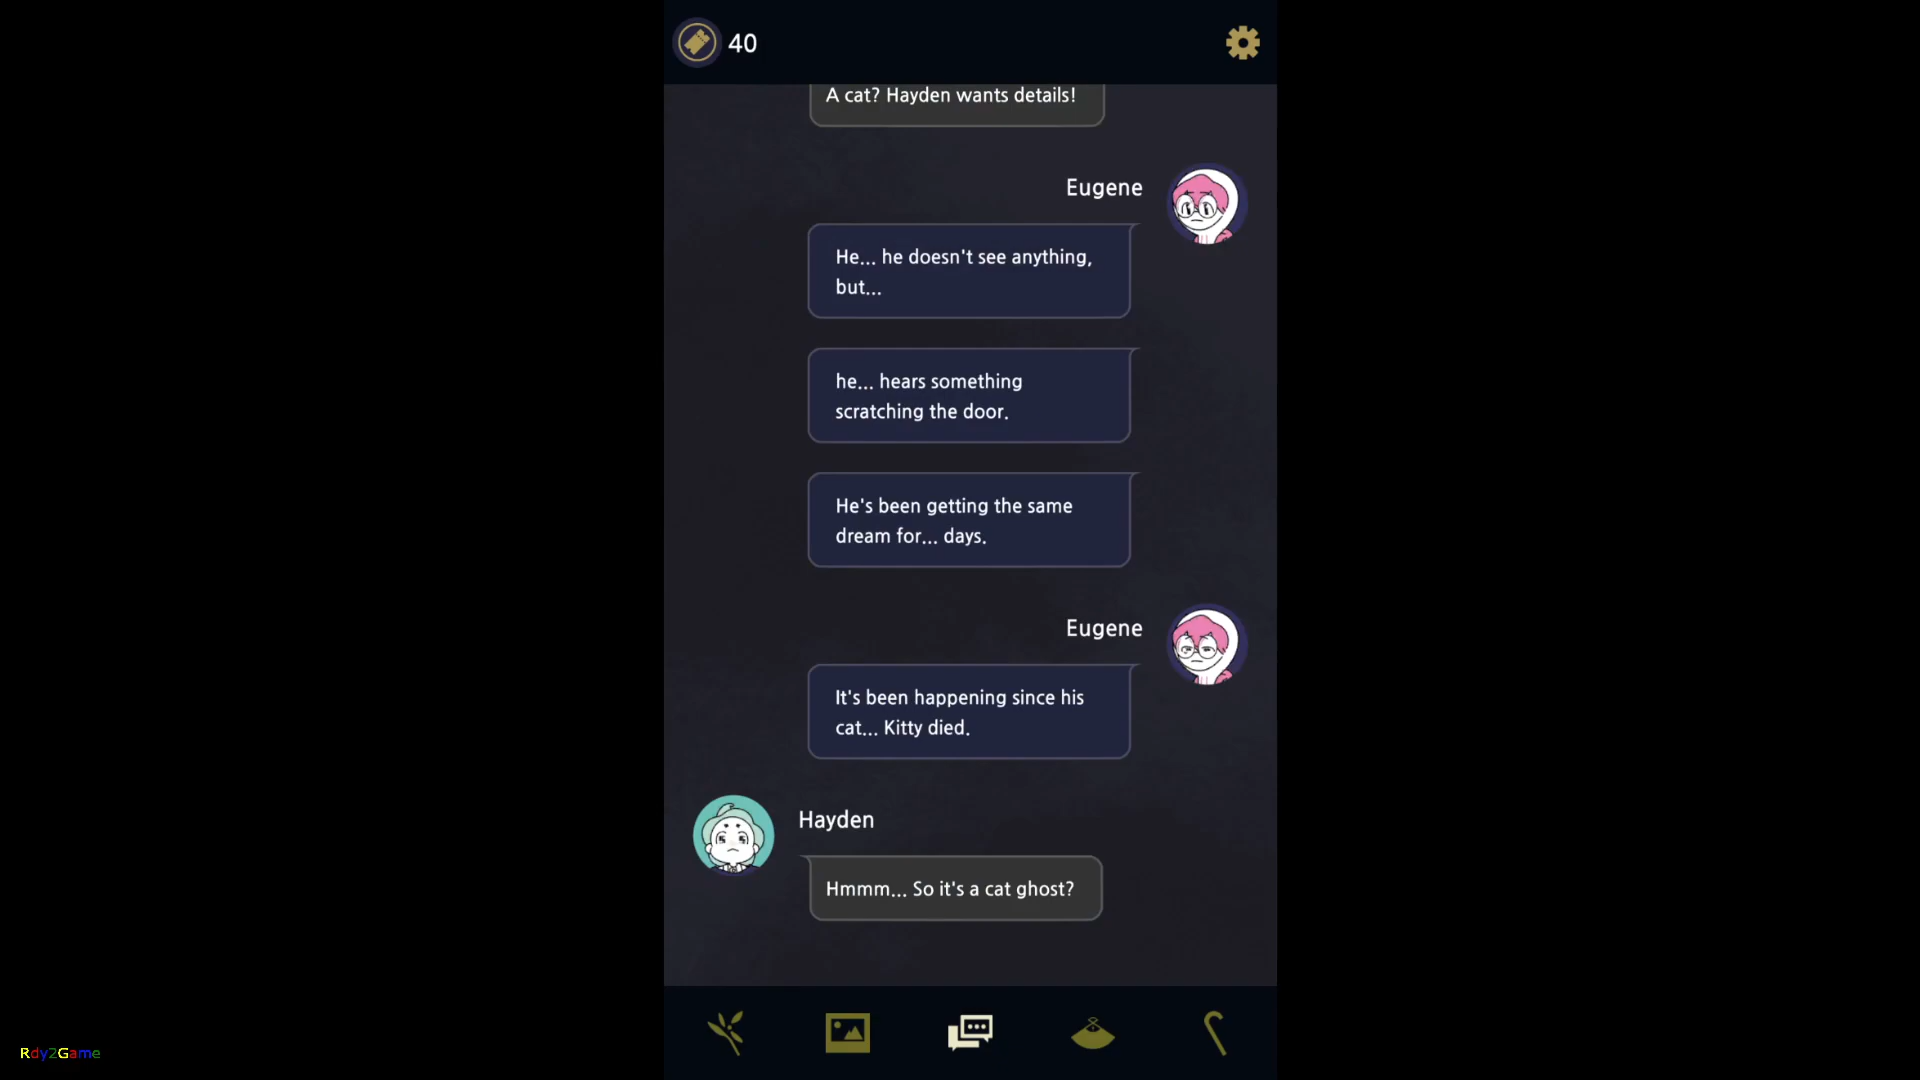 40
A cat? Hayden wants details!
Eugene
He... he doesn't see anything,
but...
he... hears something
scratching the door.
He's been getting the same
dream for... days.
Eugene
It's been happening since his
cat... Kitty died.
Hayden
Hmmm... So it's a cat ghost?
Rdy2Game